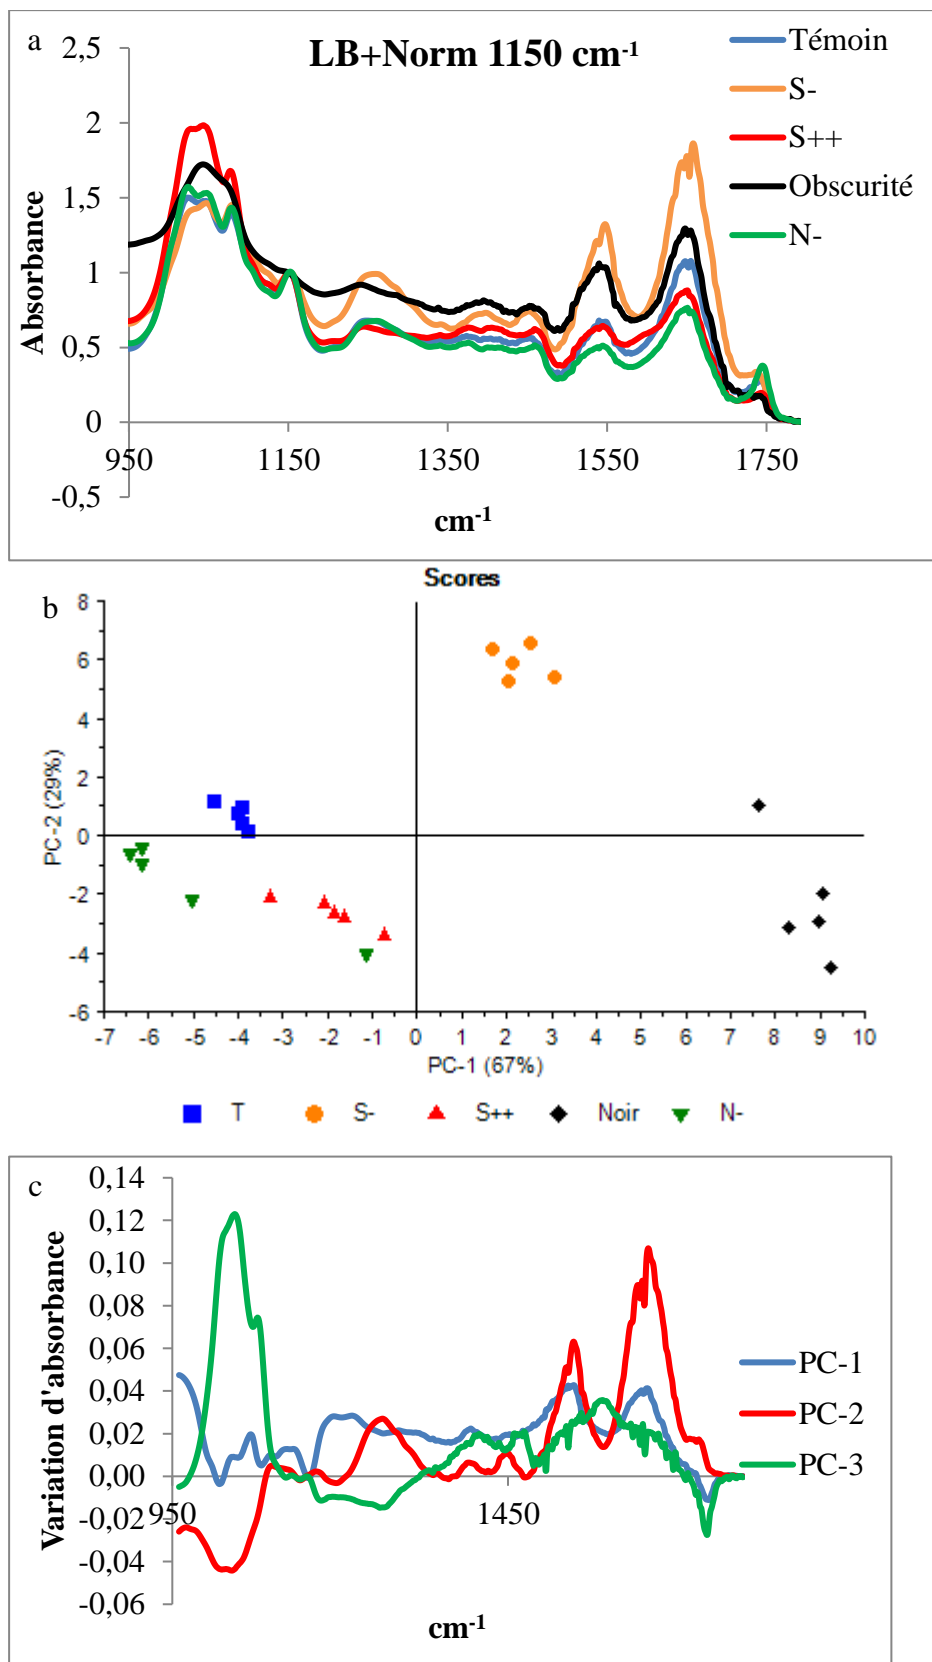 a
LB+Norm 1150 cm-1
2,5
2
1,5
1
0,5
0
-0,5
Absorbance
950
1150
1350
1550
1750
cm-1
Témoin
S-
S++
Obscurité
N-
b
Scores
8
6
4
2
0
-2
-4
-6
PC-2 (29%)
-7 -6 -5 -4 -3 -2 -1 0 1 2 3 4 5 6 7 8 9 10
PC-1 (67%)
T S- S++ Noir N-
c
0,14
0,12
0,10
0,08
0,06
0,04
0,02
0,00
-0,02
-0,04
-0,06
Variation d'absorbance
950
1450
cm-1
PC-1
PC-2
PC-3